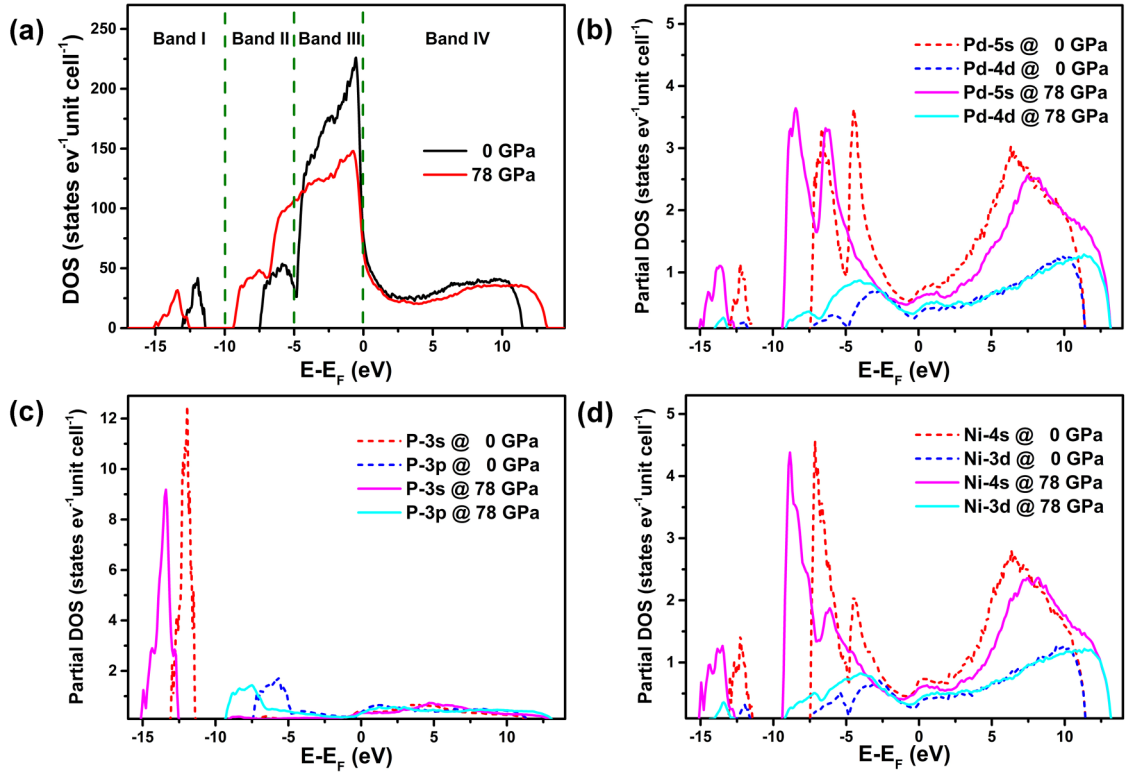 (a)
Band I Band II Band III Band IV
0 GPa
78 GPa
DOS (states ev⁻¹unit cell⁻¹)
250
225
200
175
150
125
100
75
50
25
0
-15 -10 -5 0 5 10
E-E_F (eV)
(b)
Pd-5s @ 0 GPa
Pd-4d @ 0 GPa
Pd-5s @ 78 GPa
Pd-4d @ 78 GPa
Partial DOS (states ev⁻¹unit cell⁻¹)
5
4
3
2
1
-15 -10 -5 0 5 10
E-E_F (eV)
(c)
P-3s @ 0 GPa
P-3p @ 0 GPa
P-3s @ 78 GPa
P-3p @ 78 GPa
Partial DOS (states ev⁻¹unit cell⁻¹)
12
10
8
6
4
2
-15 -10 -5 0 5 10
E-E_F (eV)
(d)
Ni-4s @ 0 GPa
Ni-3d @ 0 GPa
Ni-4s @ 78 GPa
Ni-3d @ 78 GPa
Partial DOS (states ev⁻¹unit cell⁻¹)
5
4
3
2
1
-15 -10 -5 0 5 10
E-E_F (eV)